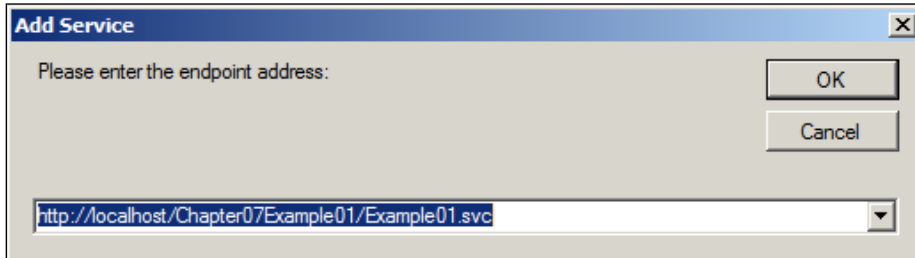 Add Service
Please enter the endpoint address:
OK
Cancel
http://localhost/Chapter07Example01/Example01.svc